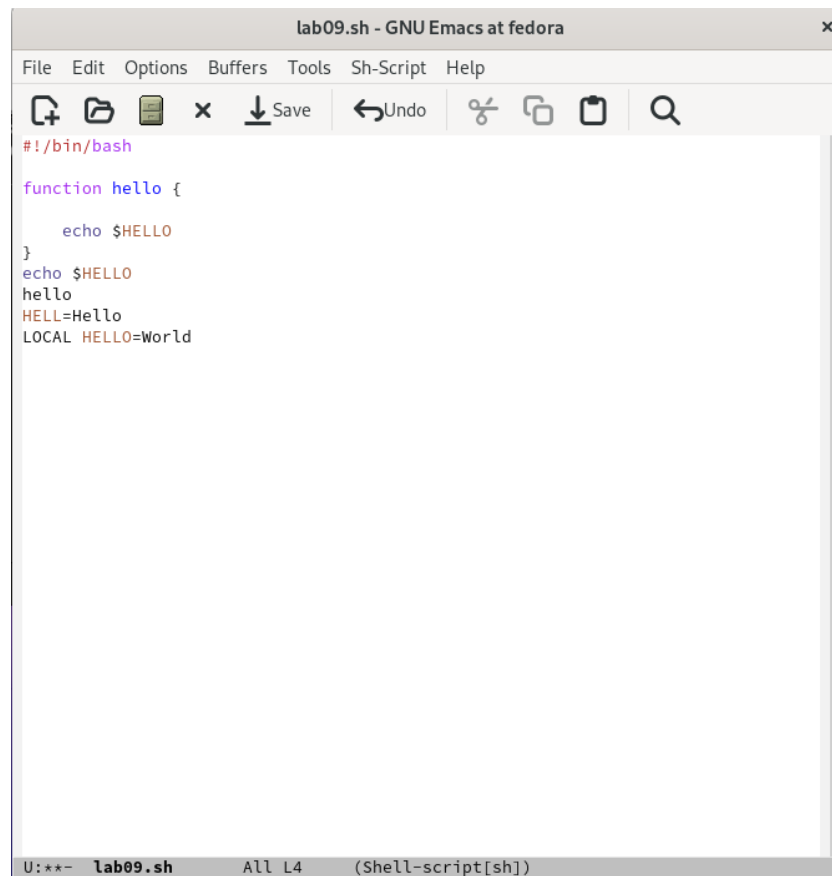 lab09.sh - GNU Emacs at fedora
File Edit Options Buffers Tools Sh-Script Help
Save Undo
#!/bin/bash
function hello {
    echo $HELLO
}
echo $HELLO
hello
HELL=Hello
LOCAL HELLO=World
U:**- lab09.sh All L4 (Shell-script[sh])